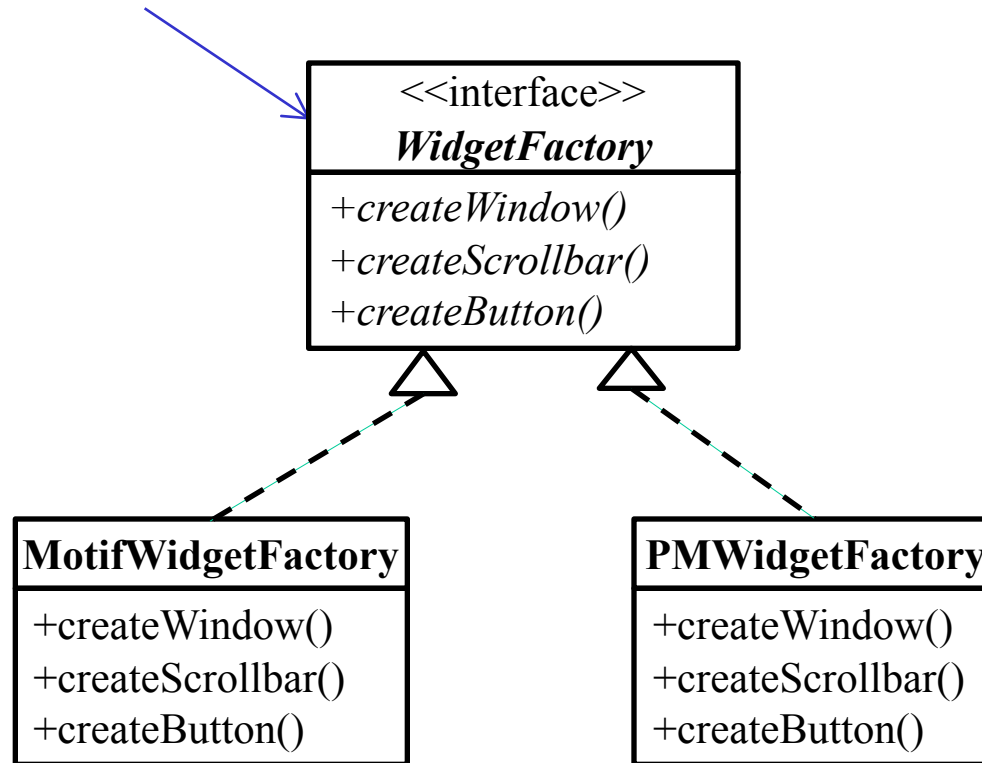 <<interface>>
WidgetFactory
+createWindow()
+createScrollbar()
+createButton()
MotifWidgetFactory
+createWindow()
+createScrollbar()
+createButton()
PMWidgetFactory
+createWindow()
+createScrollbar()
+createButton()